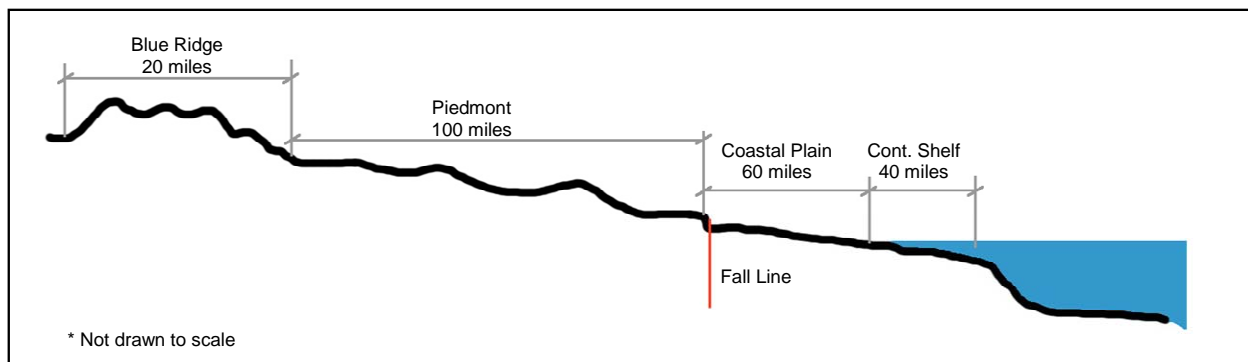 Blue Ridge
20 miles
Piedmont
100 miles
Coastal Plain
60 miles
Cont. Shelf
40 miles
Fall Line
* Not drawn to scale